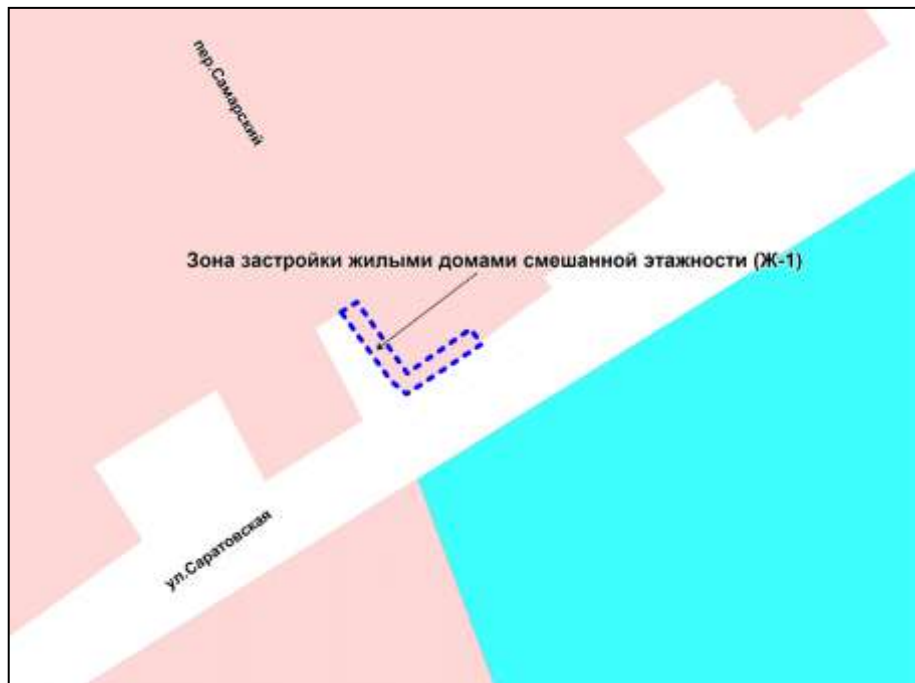 пер.Самарский
Зона застройки жилыми домами смешанной этажности (Ж-1)
ул.Саратовская